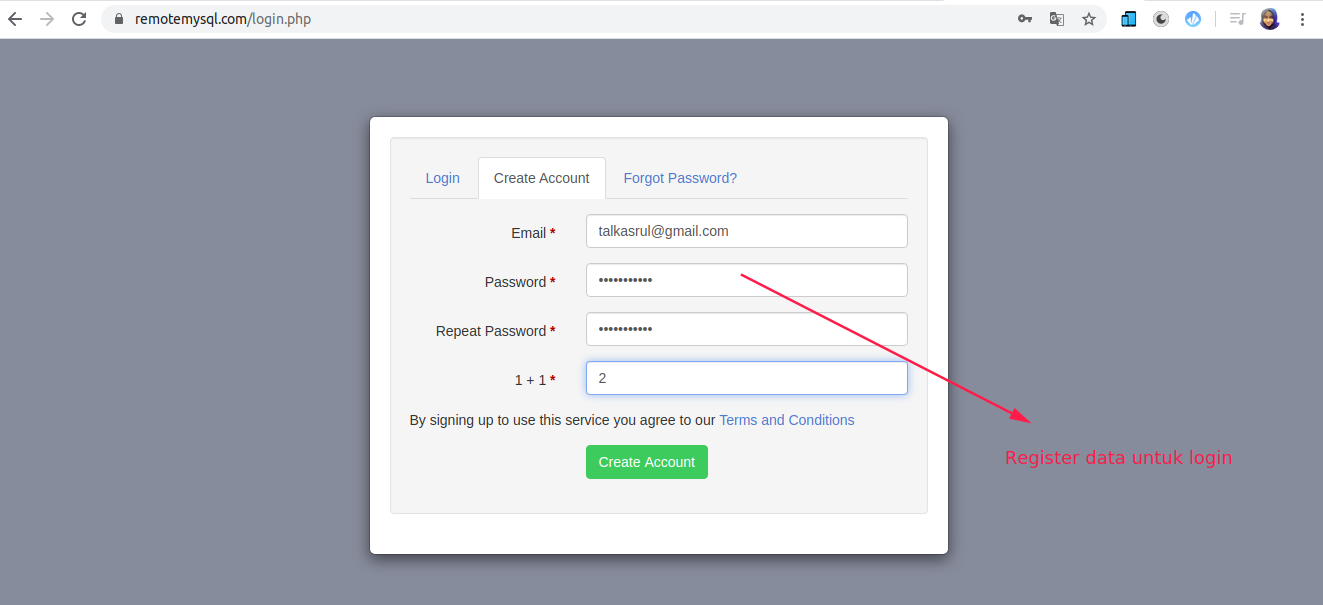 remotemysql.com/login.php
Login Create Account Forgot Password?
Email * talkasrul@gmail.com
Password * •••••••••••
Repeat Password * •••••••••••
1 + 1 * 2
By signing up to use this service you agree to our Terms and Conditions
Create Account
Register data untuk login